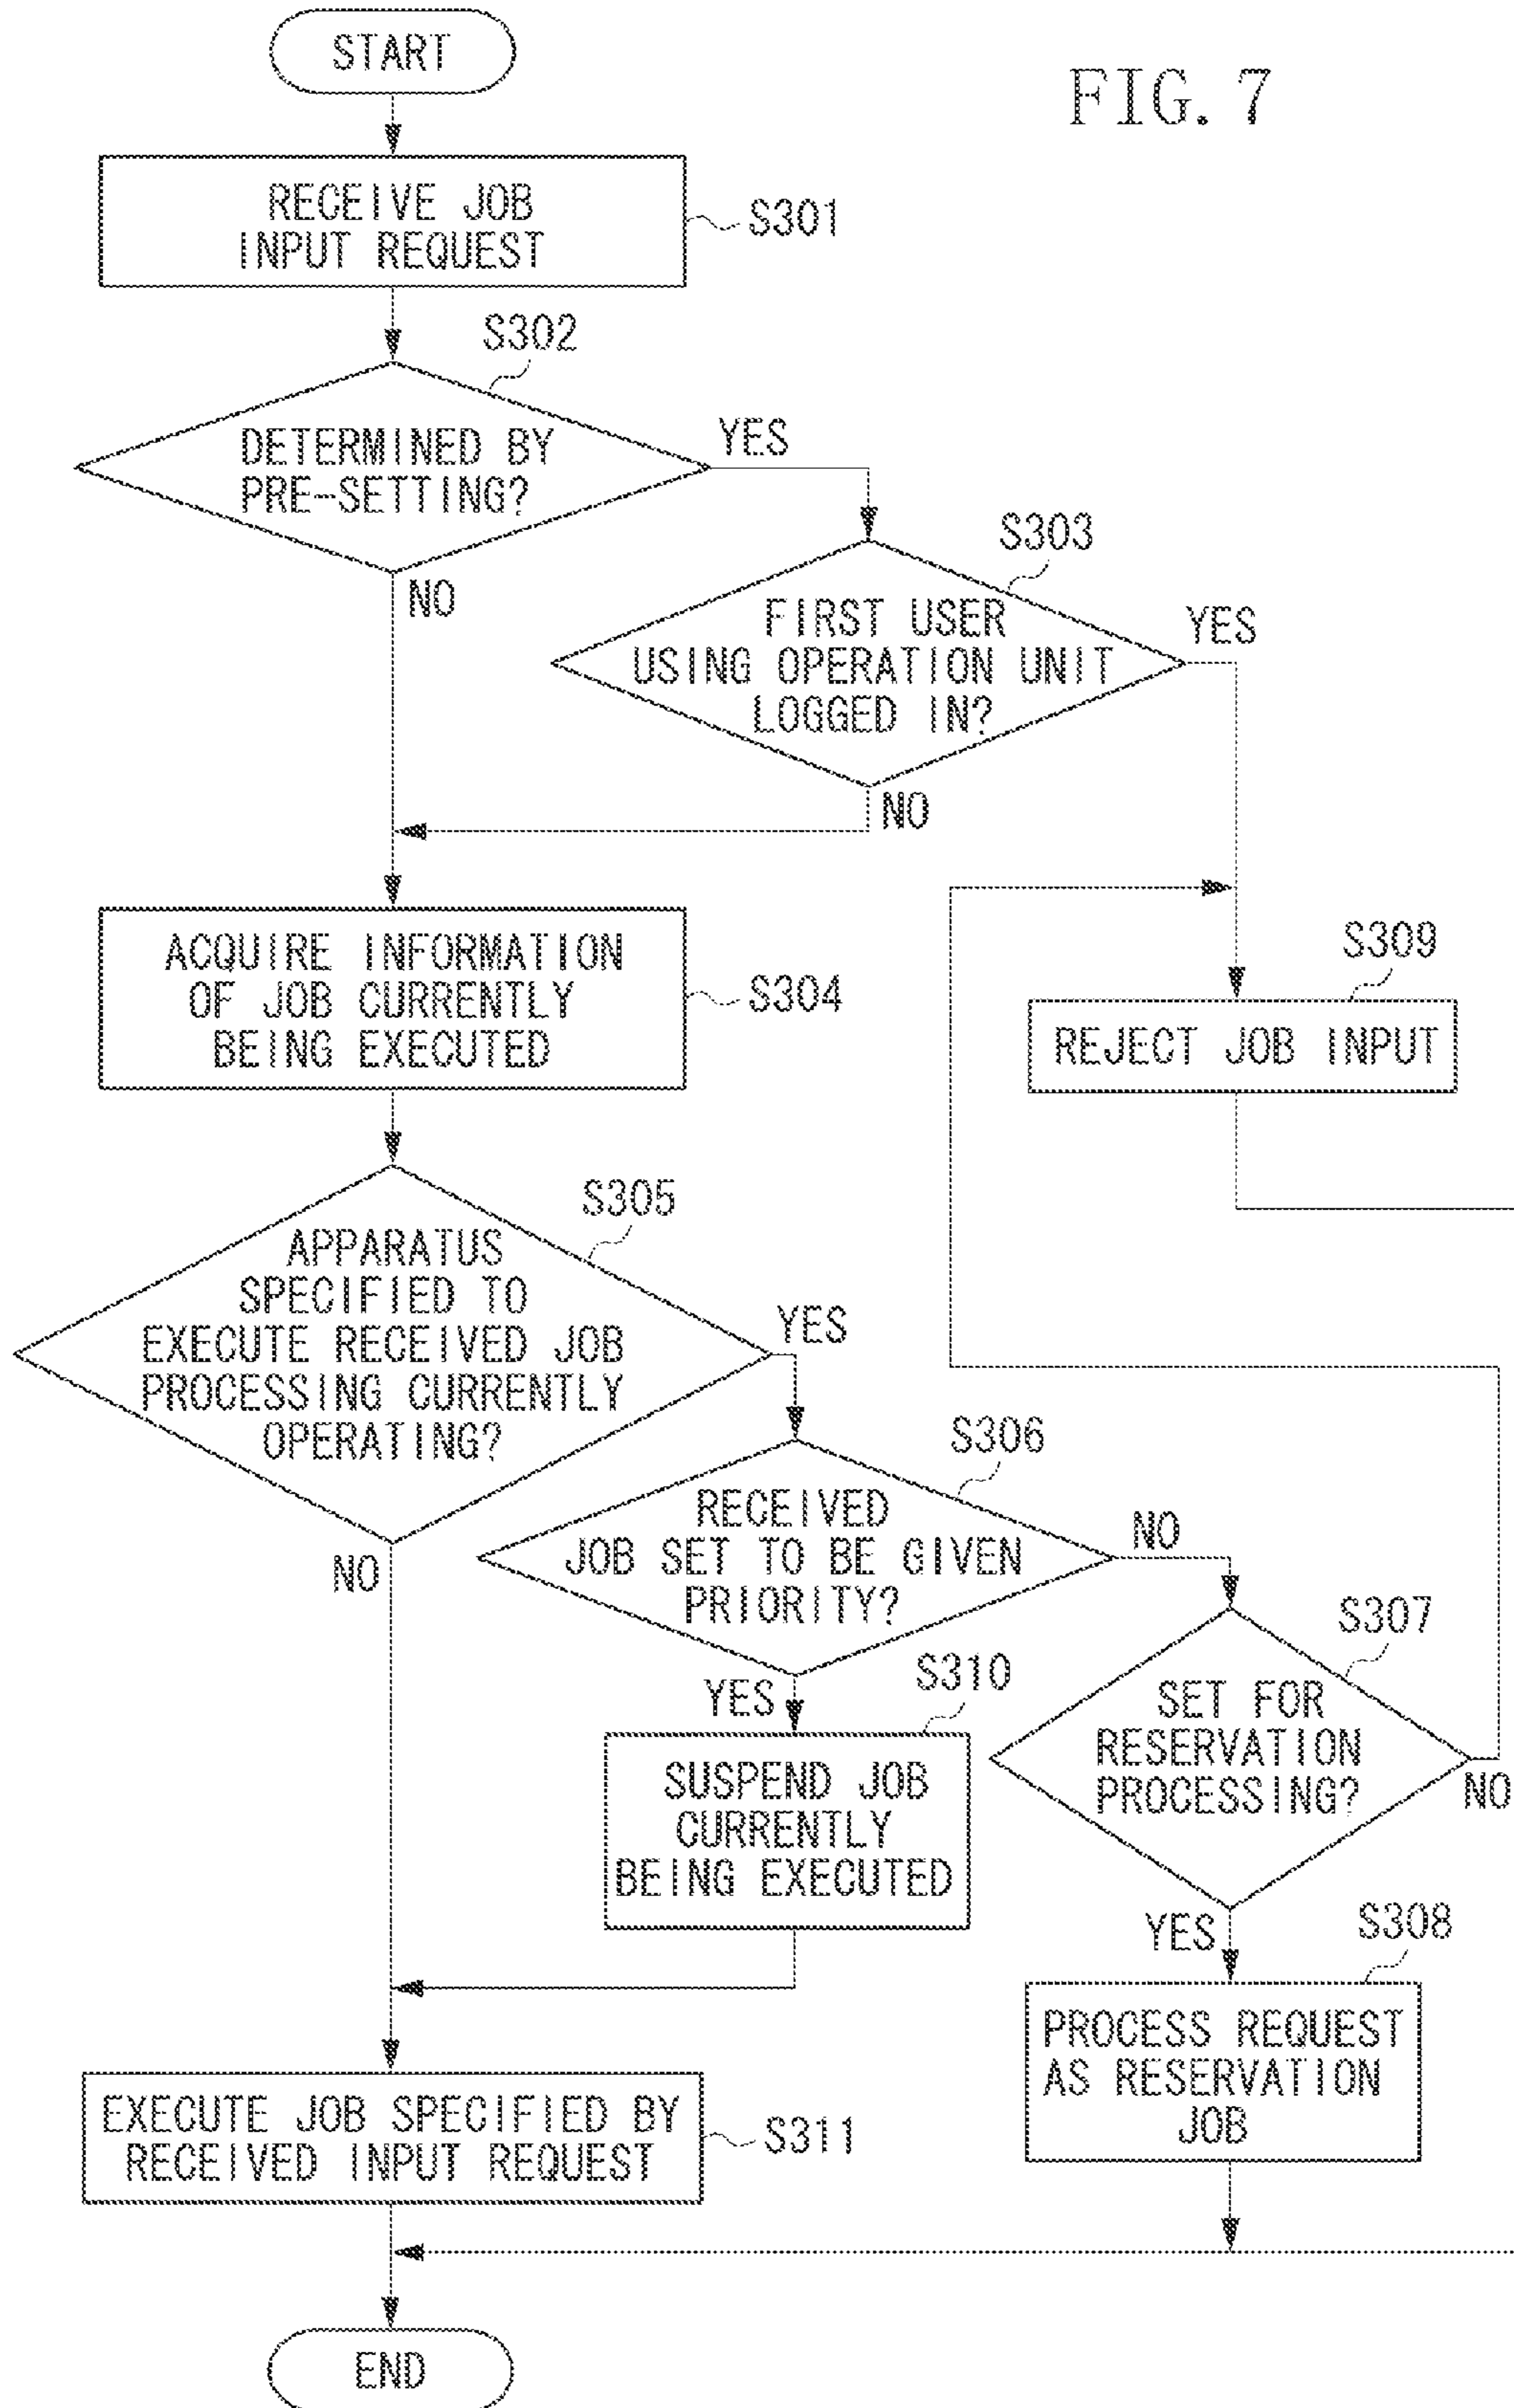 START
FIG. 7
RECEIVE JOB
INPUT REQUEST
S301
S302
DETERMINED BY
PRE-SETTING?
YES
NO
S303
FIRST USER
USING OPERATION UNIT
LOGGED IN?
YES
NO
ACQUIRE INFORMATION
OF JOB CURRENTLY
BEING EXECUTED
S304
S309
REJECT JOB INPUT
S305
APPARATUS
SPECIFIED TO
EXECUTE RECEIVED JOB
PROCESSING CURRENTLY
OPERATING?
YES
NO
S306
RECEIVED
JOB SET TO BE GIVEN
PRIORITY?
NO
YES
S307
SET FOR
RESERVATION
PROCESSING?
NO
YES
S310
SUSPEND JOB
CURRENTLY
BEING EXECUTED
S308
PROCESS REQUEST
AS RESERVATION
JOB
EXECUTE JOB SPECIFIED BY
RECEIVED INPUT REQUEST
S311
END